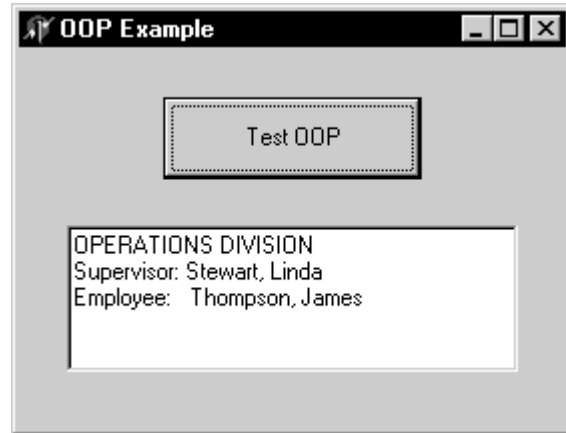 OOP Example
Test OOP
OPERATIONS DIVISION
Supervisor: Stewart, Linda
Employee: Thompson, James